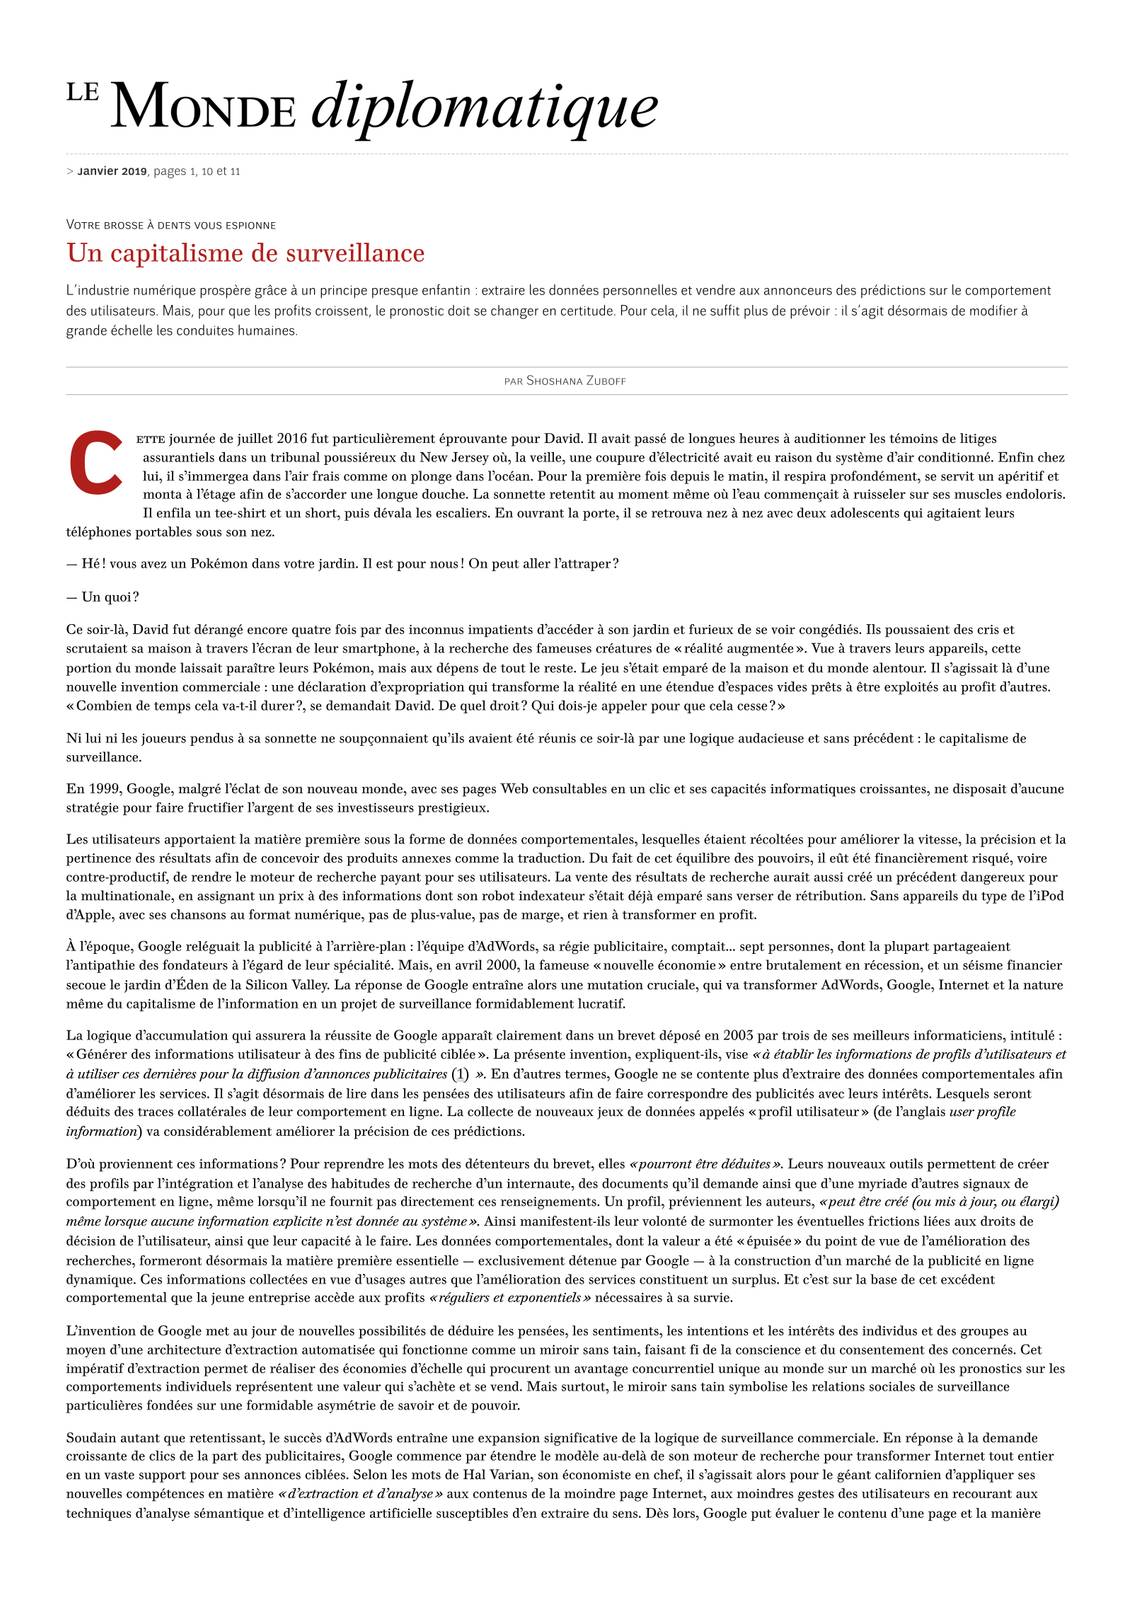 LE MONDE diplomatique
> Janvier 2019, pages 1, 10 et 11
VOTRE BROSSE À DENTS VOUS ESPIONNE
Un capitalisme de surveillance
L’industrie numérique prospère grâce à un principe presque enfantin : extraire les données personnelles et vendre aux annonceurs des prédictions sur le comportement
des utilisateurs. Mais, pour que les profits croissent, le pronostic doit se changer en certitude. Pour cela, il ne suffit plus de prévoir : il s’agit désormais de modifier à
grande échelle les conduites humaines.
PAR SHOSHANA ZUBOFF
CETTE journée de juillet 2016 fut particulièrement éprouvante pour David. Il avait passé de longues heures à auditionner les témoins de litiges
assurantiels dans un tribunal poussiéreux du New Jersey où, la veille, une coupure d’électricité avait eu raison du système d’air conditionné. Enfin chez
lui, il s’immergea dans l’air frais comme on plonge dans l’océan. Pour la première fois depuis le matin, il respira profondément, se servit un apéritif et
monta à l’étage afin de s’accorder une longue douche. La sonnette retentit au moment même où l’eau commençait à ruisseler sur ses muscles endoloris.
Il enfila un tee-shirt et un short, puis dévala les escaliers. En ouvrant la porte, il se retrouva nez à nez avec deux adolescents qui agitaient leurs
téléphones portables sous son nez.
— Hé ! vous avez un Pokémon dans votre jardin. Il est pour nous ! On peut aller l’attraper ?
— Un quoi ?
Ce soir-là, David fut dérangé encore quatre fois par des inconnus impatients d’accéder à son jardin et furieux de se voir congédiés. Ils poussaient des cris et
scrutaient sa maison à travers l’écran de leur smartphone, à la recherche des fameuses créatures de « réalité augmentée ». Vue à travers leurs appareils, cette
portion du monde laissait paraître leurs Pokémon, mais aux dépens de tout le reste. Le jeu s’était emparé de la maison et du monde alentour. Il s’agissait là d’une
nouvelle invention commerciale : une déclaration d’expropriation qui transforme la réalité en une étendue d’espaces vides prêts à être exploités au profit d’autres.
« Combien de temps cela va-t-il durer ?, se demandait David. De quel droit ? Qui dois-je appeler pour que cela cesse ? »
Ni lui ni les joueurs pendus à sa sonnette ne soupçonnaient qu’ils avaient été réunis ce soir-là par une logique audacieuse et sans précédent : le capitalisme de
surveillance.
En 1999, Google, malgré l’éclat de son nouveau monde, avec ses pages Web consultables en un clic et ses capacités informatiques croissantes, ne disposait d’aucune
stratégie pour faire fructifier l’argent de ses investisseurs prestigieux.
Les utilisateurs apportaient la matière première sous la forme de données comportementales, lesquelles étaient récoltées pour améliorer la vitesse, la précision et la
pertinence des résultats afin de concevoir des produits annexes comme la traduction. Du fait de cet équilibre des pouvoirs, il eût été financièrement risqué, voire
contre-productif, de rendre le moteur de recherche payant pour ses utilisateurs. La vente des résultats de recherche aurait aussi créé un précédent dangereux pour
la multinationale, en assignant un prix à des informations dont son robot indexateur s’était déjà emparé sans verser de rétribution. Sans appareils du type de l’iPod
d’Apple, avec ses chansons au format numérique, pas de plus-value, pas de marge, et rien à transformer en profit.
À l’époque, Google reléguait la publicité à l’arrière-plan : l’équipe d’AdWords, sa régie publicitaire, comptait... sept personnes, dont la plupart partageaient
l’antipathie des fondateurs à l’égard de leur spécialité. Mais, en avril 2000, la fameuse « nouvelle économie » entre brutalement en récession, et un séisme financier
secoue le jardin d’Éden de la Silicon Valley. La réponse de Google entraîne alors une mutation cruciale, qui va transformer AdWords, Google, Internet et la nature
même du capitalisme de l’information en un projet de surveillance formidablement lucratif.
La logique d’accumulation qui assurera la réussite de Google apparaît clairement dans un brevet déposé en 2003 par trois de ses meilleurs informaticiens, intitulé :
« Générer des informations utilisateur à des fins de publicité ciblée ». La présente invention, expliquent-ils, vise « à établir les informations de profils d’utilisateurs et
à utiliser ces dernières pour la diffusion d’annonces publicitaires (1) ». En d’autres termes, Google ne se contente plus d’extraire des données comportementales afin
d’améliorer les services. Il s’agit désormais de lire dans les pensées des utilisateurs afin de faire correspondre des publicités avec leurs intérêts. Lesquels seront
déduits des traces collatérales de leur comportement en ligne. La collecte de nouveaux jeux de données appelés « profil utilisateur » (de l’anglais user profile
information) va considérablement améliorer la précision de ces prédictions.
D’où proviennent ces informations ? Pour reprendre les mots des détenteurs du brevet, elles « pourront être déduites ». Leurs nouveaux outils permettent de créer
des profils par l’intégration et l’analyse des habitudes de recherche d’un internaute, des documents qu’il demande ainsi que d’une myriade d’autres signaux de
comportement en ligne, même lorsqu’il ne fournit pas directement ces renseignements. Un profil, préviennent les auteurs, « peut être créé (ou mis à jour, ou élargi)
même lorsque aucune information explicite n’est donnée au système ». Ainsi manifestent-ils leur volonté de surmonter les éventuelles frictions liées aux droits de
décision de l’utilisateur, ainsi que leur capacité à le faire. Les données comportementales, dont la valeur a été « épuisée » du point de vue de l’amélioration des
recherches, formeront désormais la matière première essentielle — exclusivement détenue par Google — à la construction d’un marché de la publicité en ligne
dynamique. Ces informations collectées en vue d’usages autres que l’amélioration des services constituent un surplus. Et c’est sur la base de cet excédent
comportemental que la jeune entreprise accède aux profits « réguliers et exponentiels » nécessaires à sa survie.
L’invention de Google met au jour de nouvelles possibilités de déduire les pensées, les sentiments, les intentions et les intérêts des individus et des groupes au
moyen d’une architecture d’extraction automatisée qui fonctionne comme un miroir sans tain, faisant fi de la conscience et du consentement des concernés. Cet
impératif d’extraction permet de réaliser des économies d’échelle qui procurent un avantage concurrentiel unique au monde sur un marché où les pronostics sur les
comportements individuels représentent une valeur qui s’achète et se vend. Mais surtout, le miroir sans tain symbolise les relations sociales de surveillance
particulières fondées sur une formidable asymétrie de savoir et de pouvoir.
Soudain autant que retentissant, le succès d’AdWords entraîne une expansion significative de la logique de surveillance commerciale. En réponse à la demande
croissante de clics de la part des publicitaires, Google commence par étendre le modèle au-delà de son moteur de recherche pour transformer Internet tout entier
en un vaste support pour ses annonces ciblées. Selon les mots de Hal Varian, son économiste en chef, il s’agissait alors pour le géant californien d’appliquer ses
nouvelles compétences en matière « d’extraction et d’analyse » aux contenus de la moindre page Internet, aux moindres gestes des utilisateurs en recourant aux
techniques d’analyse sémantique et d’intelligence artificielle susceptibles d’en extraire du sens. Dès lors, Google put évaluer le contenu d’une page et la manière